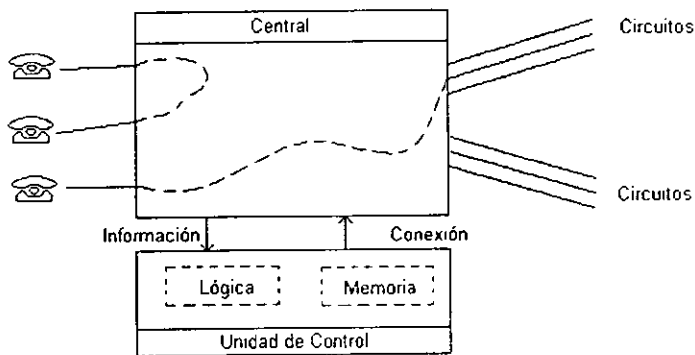 Central
Circuitos
Circuitos
Información
Conexión
Lógica
Memoria
Unidad de Control